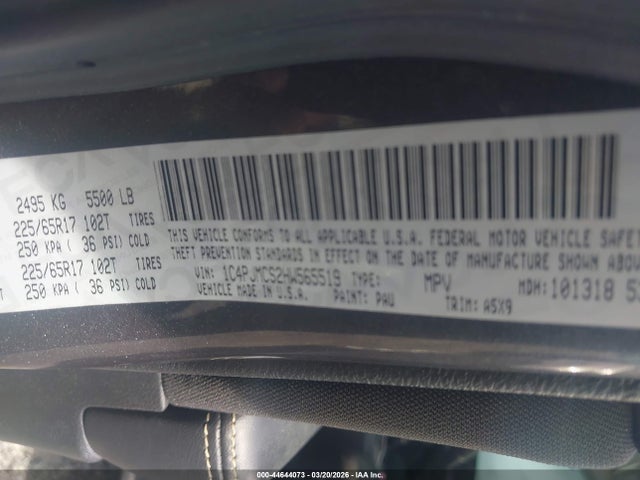 2495 KG 5500 LB
225/65R17 102T TIRES
250 KPA ( 36 PSI) COLD
225/65R17 102T TIRES
250 KPA ( 36 PSI) COLD
THIS VEHICLE CONFORMS TO ALL APPLICABLE U.S.A. FEDERAL MOTOR VEHICLE
THEFT PREVENTION STANDARDS IN EFFECT ON THE DATE OF MANUFACTURE SHOWN ABOVE
VIN: 1C4PJMCS2HW565519 TYPE: MPV MDH: 101318
VEHICLE MADE IN U.S.A. PAINT: PAU TRIM: A5X9
000-44644073 - 03/20/2026 - IAA Inc.